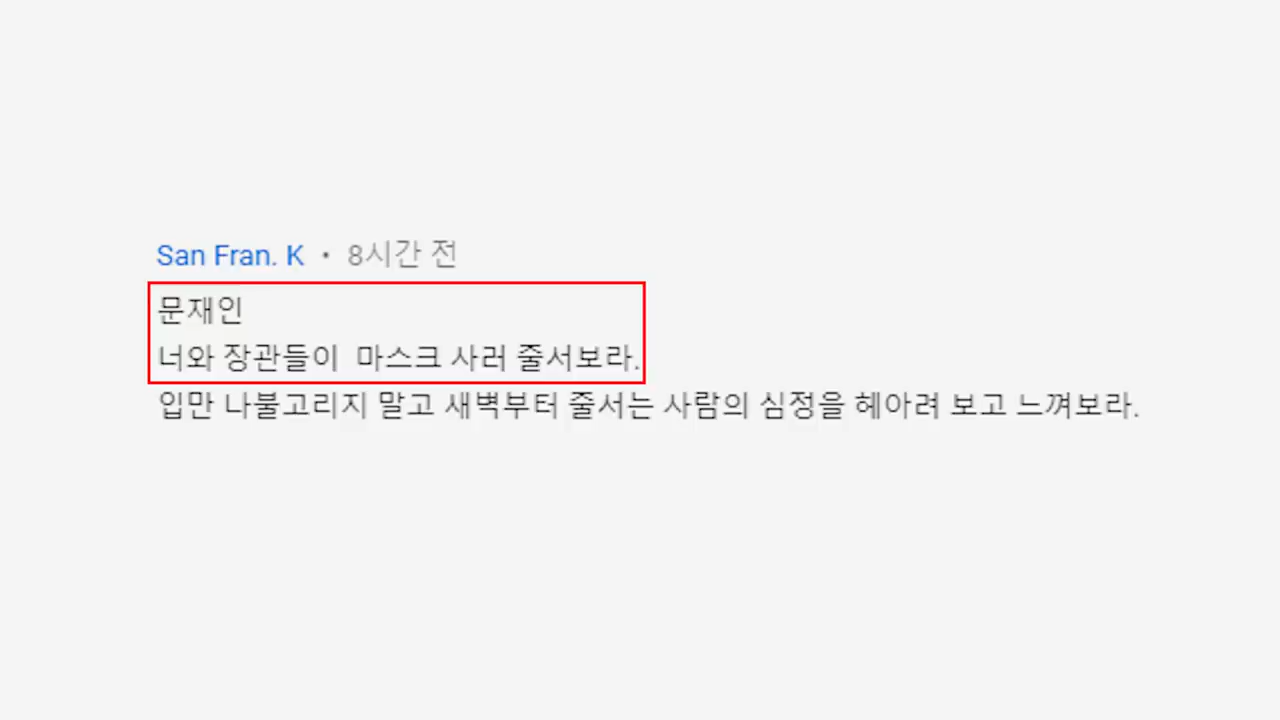 San Fran. K • 8시간 전
문재인
너와 장관들이 마스크 사러 줄서보라.
입만 나불고리지 말고 새벽부터 줄서는 사람의 심정을 헤아려 보고 느껴보라.